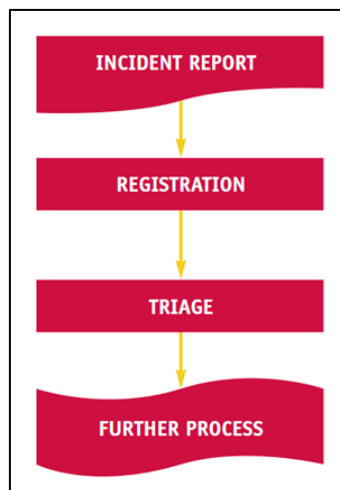 INCIDENT REPORT
REGISTRATION
TRIAGE
FURTHER PROCESS